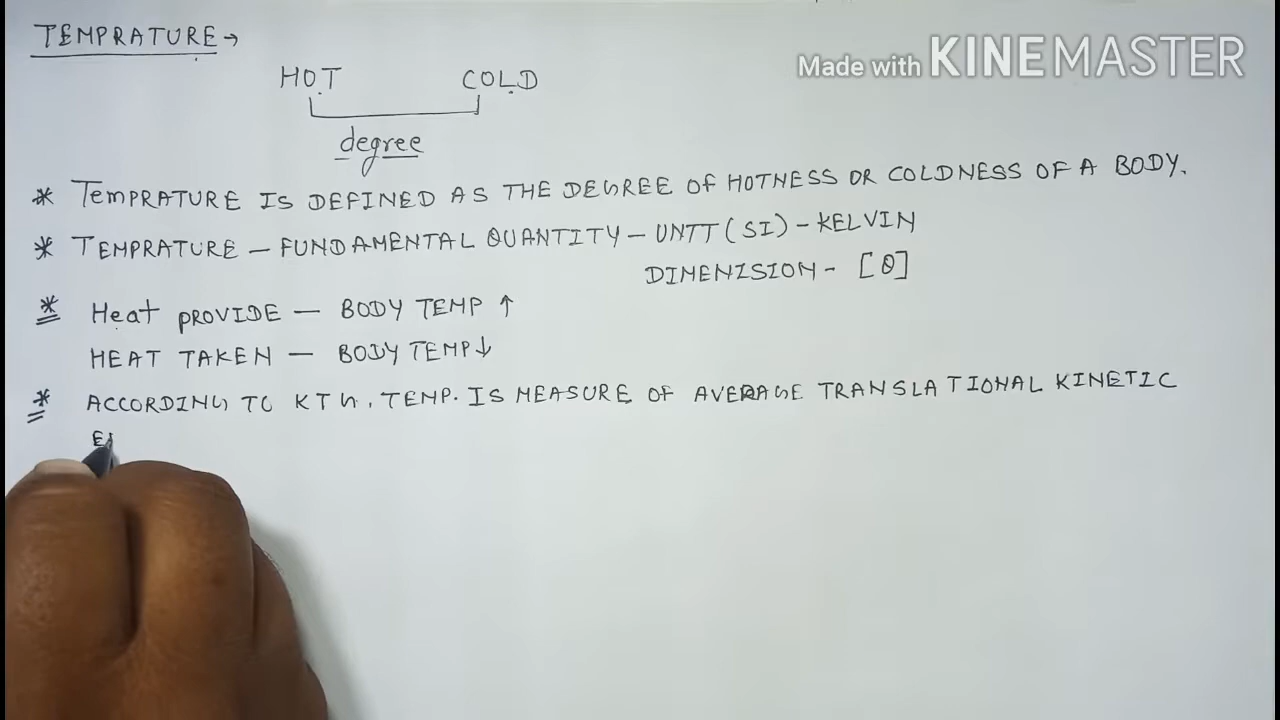 TEMPRATURE →
Made with KINEMASTER
HOT COLD
degree
* TEMPRATURE IS DEFINED AS THE DEGREE OF HOTNESS OR COLDNESS OF A BODY.
* TEMPRATURE – FUNDAMENTAL QUANTITY – UNIT (SI) – KELVIN
DIMENISION – [θ]
* Heat PROVIDE – BODY TEMP ↑
HEAT TAKEN – BODY TEMP ↓
* ACCORDING TO KTG, TEMP. IS MEASURE OF AVERAGE TRANSLATIONAL KINETIC